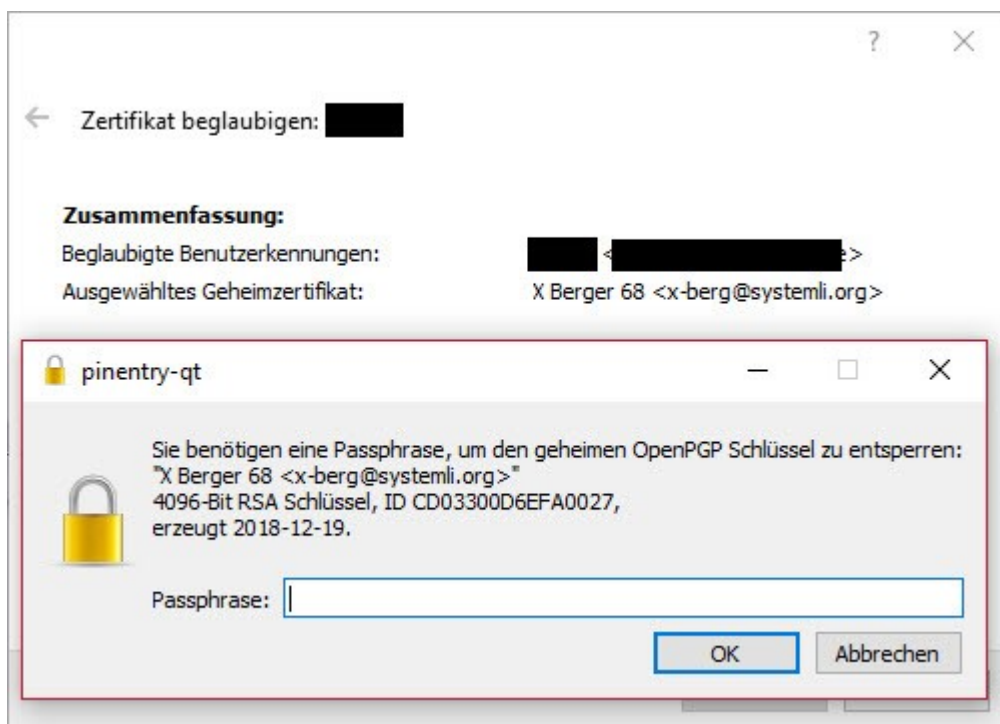 Zertifikat beglaubigen:
Zusammenfassung:
Beglaubigte Benutzerkennungen: < e>
Ausgewähltes Geheimzertifikat: X Berger 68 <x-berg@systemli.org>
pinentry-qt
Sie benötigen eine Passphrase, um den geheimen OpenPGP Schlüssel zu entsperren:
"X Berger 68 <x-berg@systemli.org>"
4096-Bit RSA Schlüssel, ID CD03300D6EFA0027,
erzeugt 2018-12-19.
Passphrase:
OK Abbrechen